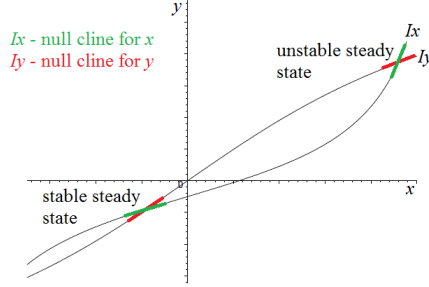 y
Ix - null cline for x
Iy - null cline for y
Ix
unstable steady
state
Iy
0
x
stable steady
state